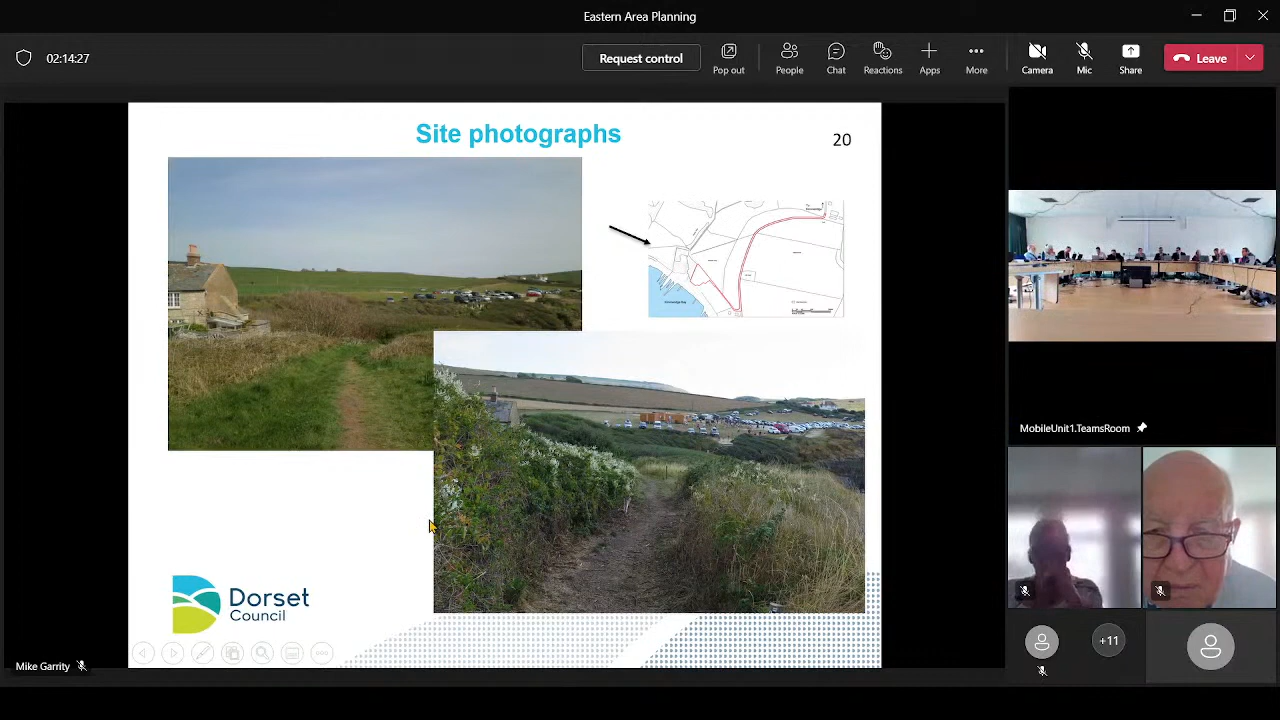 Eastern Area Planning
02:14:27
Request control
Pop out
People
Chat
Reactions
Apps
More
Camera
Mic
Share
Leave
Site photographs
20
MobileUnit1.TeamsRoom
Dorset
Council
+11
Mike Garrity